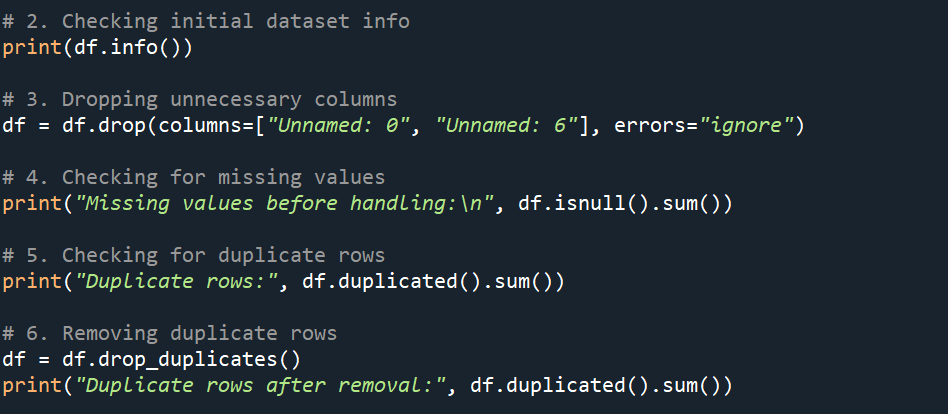 # 2. Checking initial dataset info
print(df.info())
# 3. Dropping unnecessary columns
df = df.drop(columns=["Unnamed: 0", "Unnamed: 6"], errors="ignore")
# 4. Checking for missing values
print("Missing values before handling:\n", df.isnull().sum())
# 5. Checking for duplicate rows
print("Duplicate rows:", df.duplicated().sum())
# 6. Removing duplicate rows
df = df.drop_duplicates()
print("Duplicate rows after removal:", df.duplicated().sum())